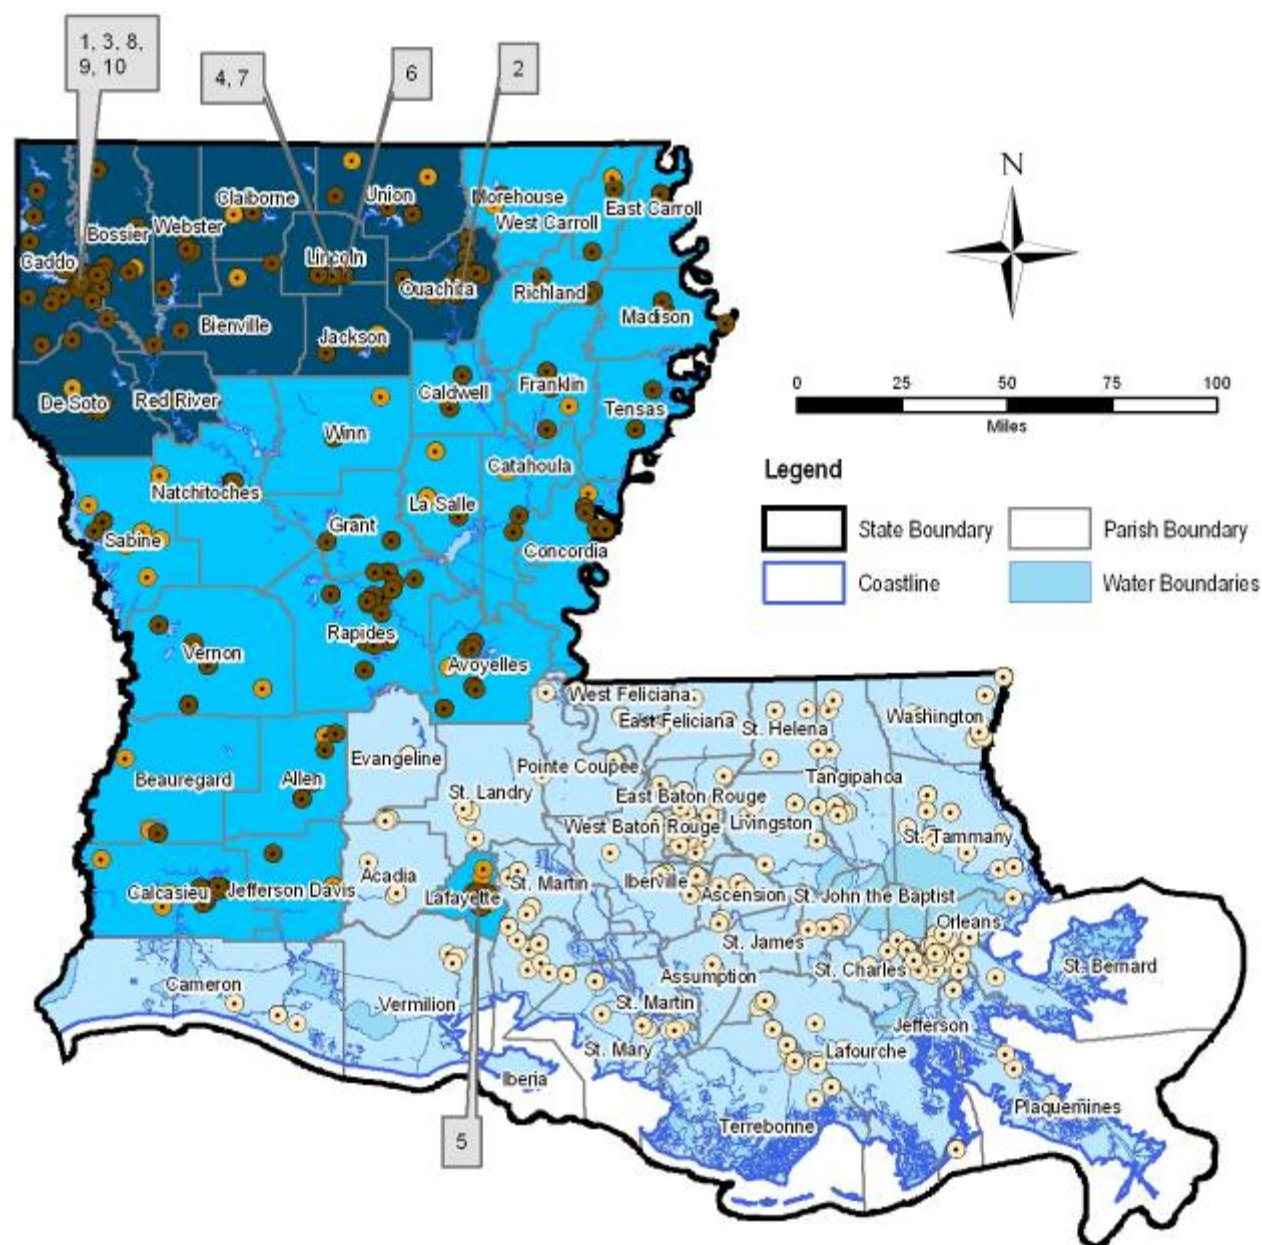 1, 3, 8,
9, 10
4, 7
6
2
N
Claiborne
Union
Morehouse
West Carroll
East Carroll
Bossier
Webster
Caddo
Lincoln
Ouachita
Richland
Madison
Bienville
Jackson
0 25 50 75 100
Miles
De Soto
Red River
Caldwell
Franklin
Tensas
Winn
Catahoula
Legend
Natchitoches
La Salle
Grant
Sabine
Concordia
State Boundary
Parish Boundary
Coastline
Water Boundaries
Rapides
Vernon
Avoyelles
West Feliciana
East Feliciana
St. Helena
Washington
Evangeline
Pointe Coupee
Beauregard
Allen
Tangipahoa
St. Landry
East Baton Rouge
West Baton Rouge
Livingston
St. Tammany
Calcasieu
Jefferson Davis
Acadia
Lafayette
St. Martin
Iberville
Ascension
St. John the Baptist
Orleans
St. James
Assumption
St. Charles
St. Bernard
Cameron
Vermilion
St. Martin
Jefferson
St. Mary
Lafourche
Iberia
Plaquemines
Terrebonne
5